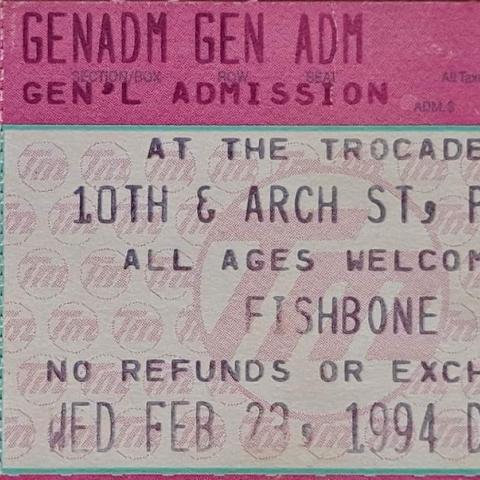 GENADM GEN ADM
SECTION/BOX ROW SEAT All Tax
GEN'L ADMISSION
ADM.$
AT THE TROCADE
10TH & ARCH ST, P
ALL AGES WELCOM
FISHBONE
NO REFUNDS OR EXCH
WED FEB 23, 1994 D